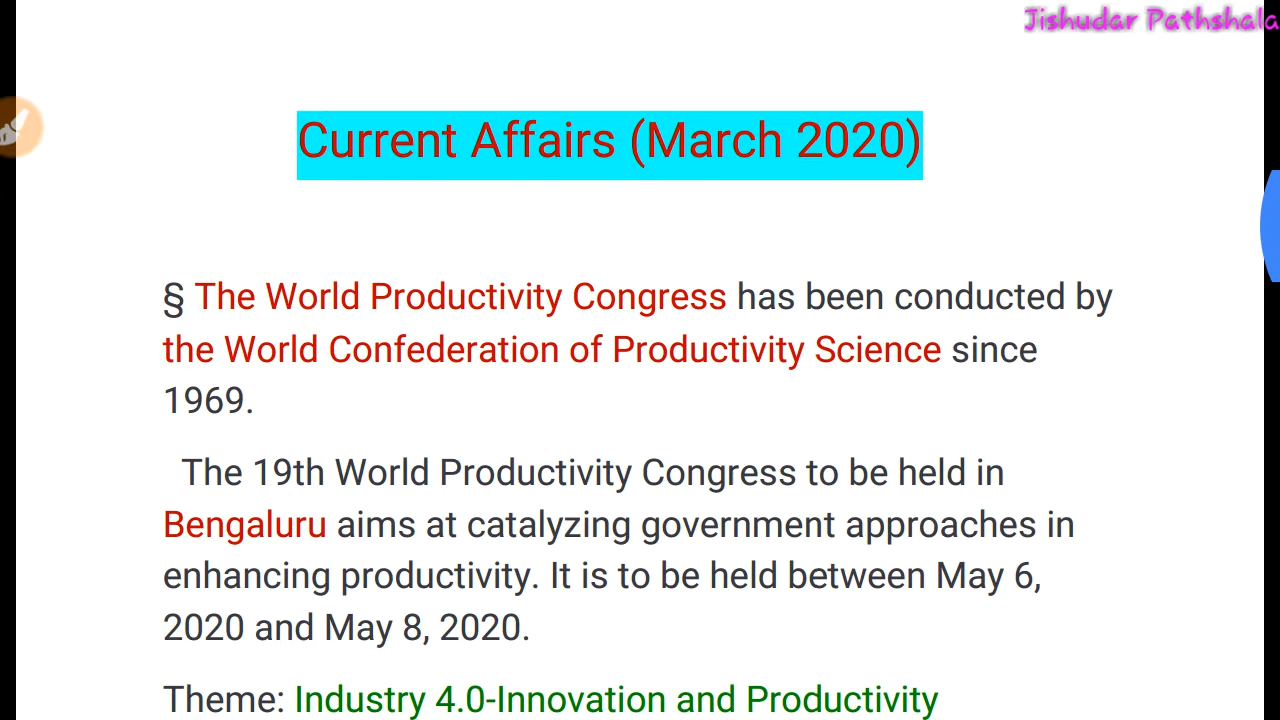 Jishudar Pathshala
Current Affairs (March 2020)
§ The World Productivity Congress has been conducted by
the World Confederation of Productivity Science since
1969.
The 19th World Productivity Congress to be held in
Bengaluru aims at catalyzing government approaches in
enhancing productivity. It is to be held between May 6,
2020 and May 8, 2020.
Theme: Industry 4.0-Innovation and Productivity